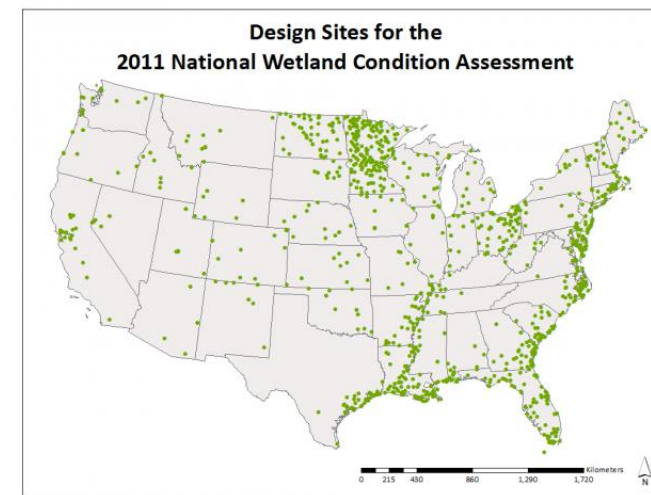 Design Sites for the
2011 National Wetland Condition Assessment
Kilometers
0 215 430 860 1,290 1,720
N